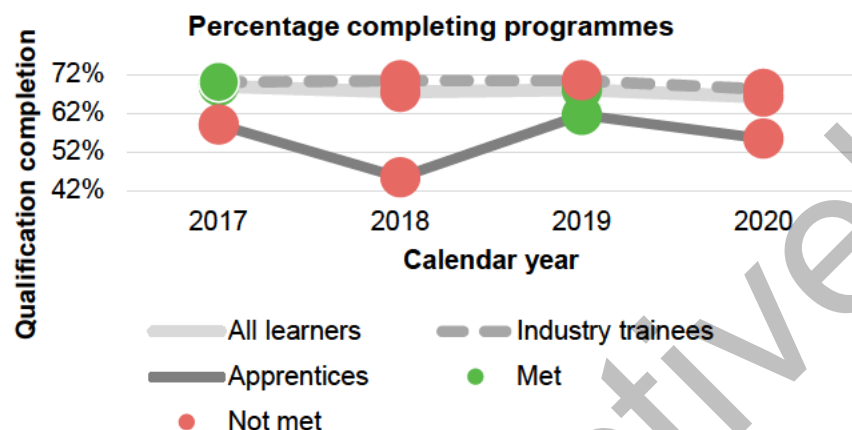 Percentage completing programmes
Qualification completion
72%
62%
52%
42%
2017 2018 2019 2020
Calendar year
All learners Industry trainees
Apprentices Met
Not met